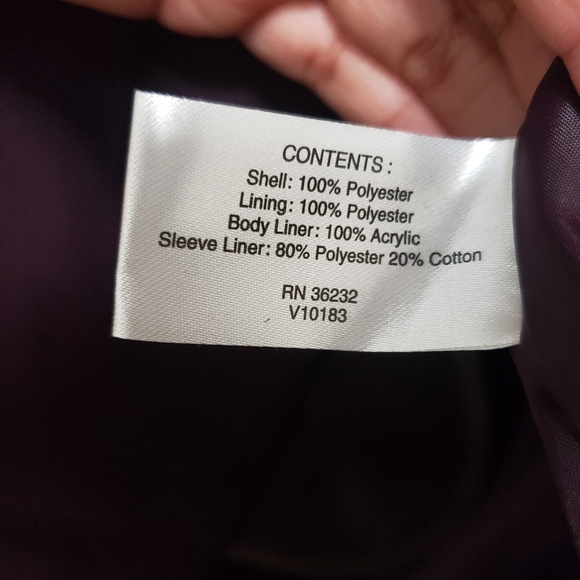 CONTENTS :
Shell: 100% Polyester
Lining: 100% Polyester
Body Liner: 100% Acrylic
Sleeve Liner: 80% Polyester 20% Cotton
RN 36232
V10183